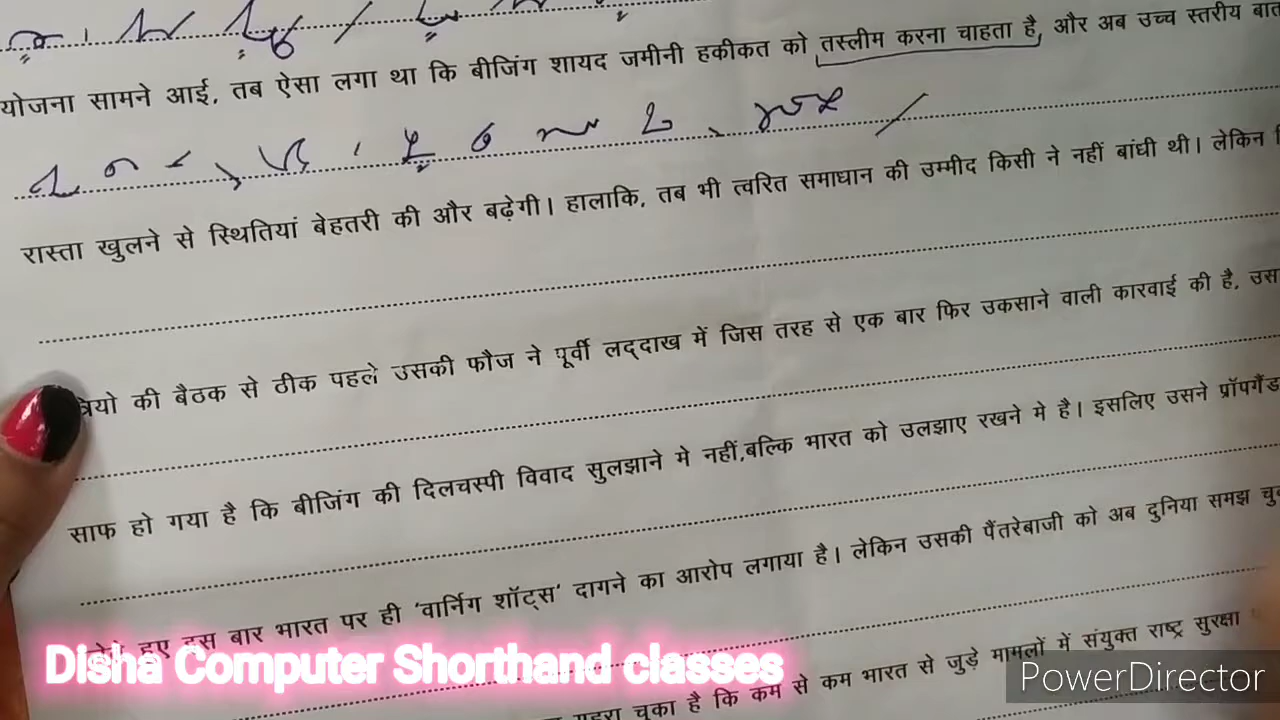 योजना सामने आई, तब ऐसा लगा था कि बीजिंग शायद जमीनी हकीकत को तस्लीम करना चाहता है, और अब उच्च स्तरीय
रास्ता खुलने से स्थितियां बेहतरी की और बढ़ेगी। हालाकि, तब भी त्वरित समाधान की उम्मीद किसी ने नहीं बांधी थी। लेकिन
की बैठक से ठीक पहले उसकी फौज ने पूर्वी लद्दाख में जिस तरह से एक बार फिर उकसाने वाली कारवाई की है, उस
साफ हो गया है कि बीजिंग की दिलचस्पी विवाद सुलझाने मे नहीं,बल्कि भारत को उलझाए रखने मे है। इसलिए उसने
हुए इस बार भारत पर ही 'वार्निग शॉट्स' दागने का आरोप लगाया है। लेकिन उसकी पैंतरेबाजी को अब दुनिया समझ
चुका है कि कम से कम भारत से जुड़े मामलों में संयुक्त राष्ट्र सुरक्षा
Disha Computer Shorthand classes
PowerDirector